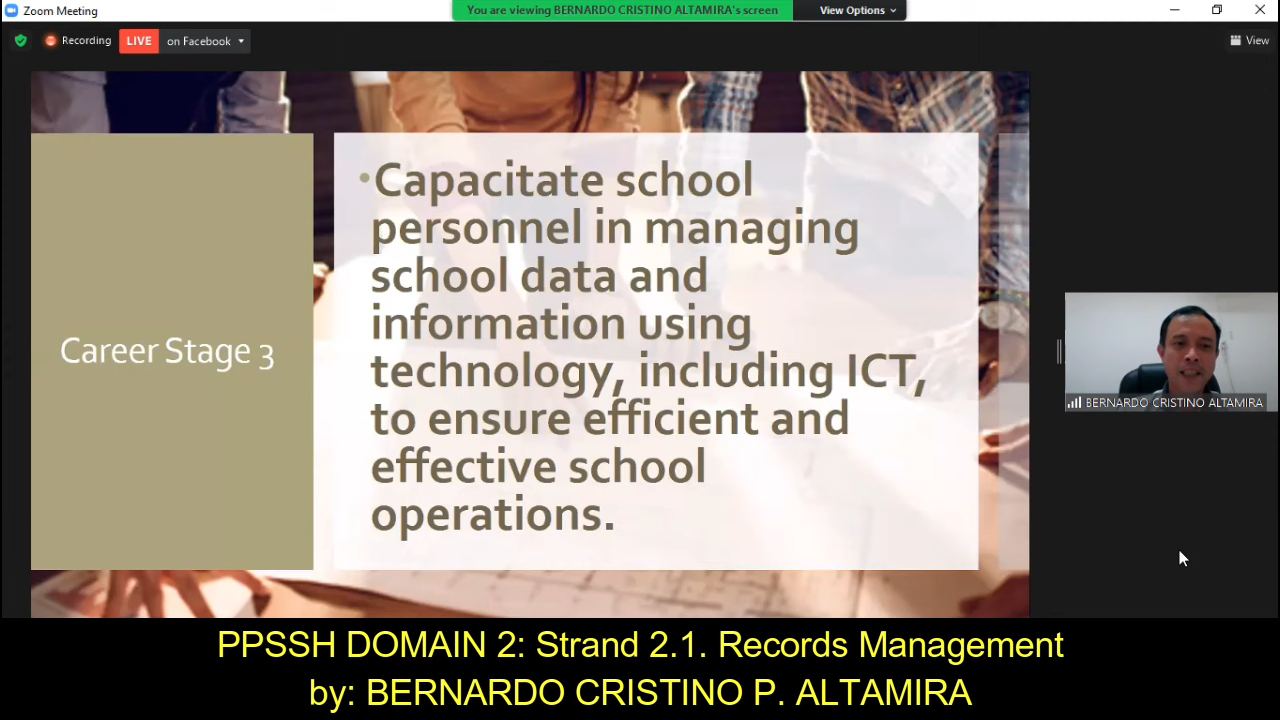 Zoom Meeting
You are viewing BERNARDO CRISTINO ALTAMIRA's screen
View Options
Recording
LIVE
on Facebook
View
Career Stage 3
•Capacitate school
personnel in managing
school data and
information using
technology, including ICT,
to ensure efficient and
effective school
operations.
BERNARDO CRISTINO ALTAMIRA
PPSSH DOMAIN 2: Strand 2.1. Records Management
by: BERNARDO CRISTINO P. ALTAMIRA